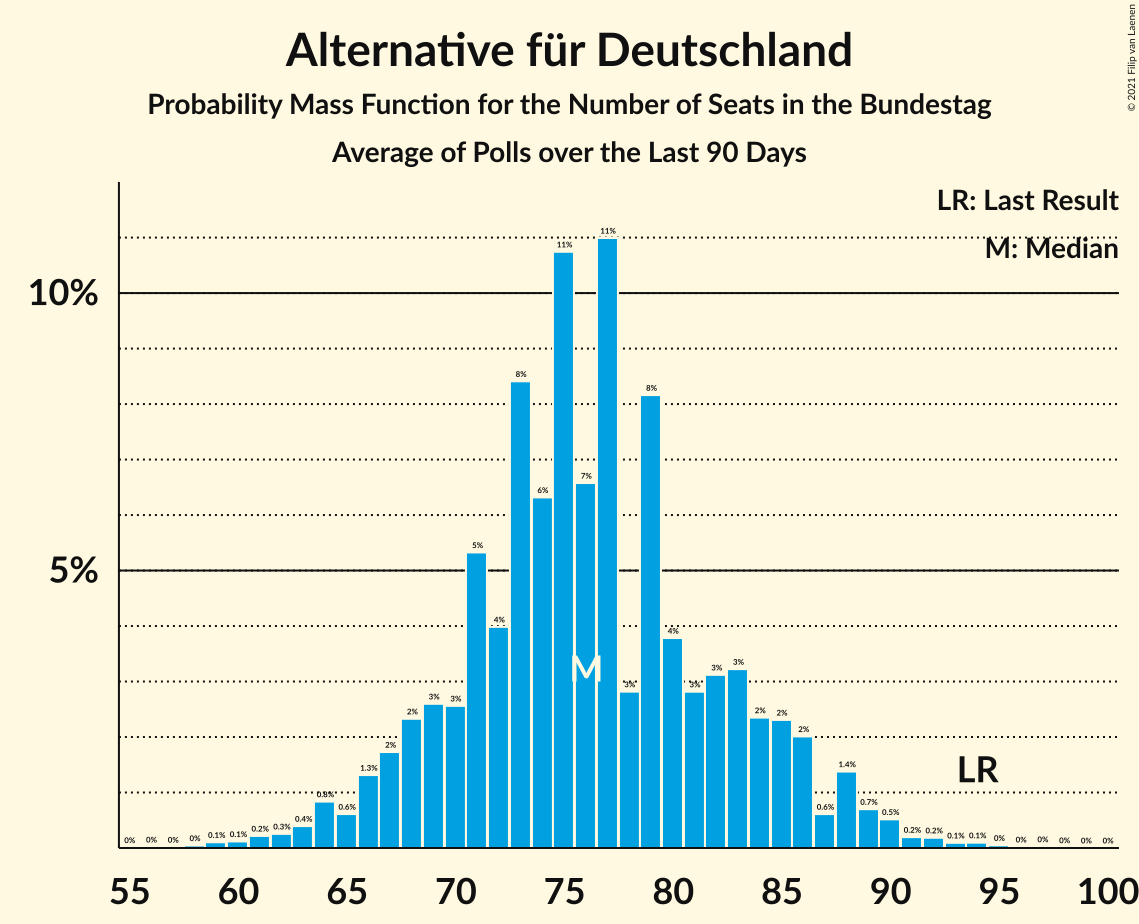 Alternative für Deutschland
Probability Mass Function for the Number of Seats in the Bundestag
Average of Polls over the Last 90 Days
© 2021 Filip van Laenen
LR: Last Result
M: Median
10%
5%
0% 0% 0% 0% 0.1% 0.1% 0.2% 0.3% 0.4% 0.8% 0.6% 1.3% 2% 2% 3% 3% 5% 4% 8% 6% 11% 7% 11% 3% 8% 4% 3% 3% 3% 2% 2% 2% 0.6% 1.4% 0.7% 0.5% 0.2% 0.2% 0.1% 0.1% 0% 0% 0% 0% 0% 0%
M
LR
55 60 65 70 75 80 85 90 95 100